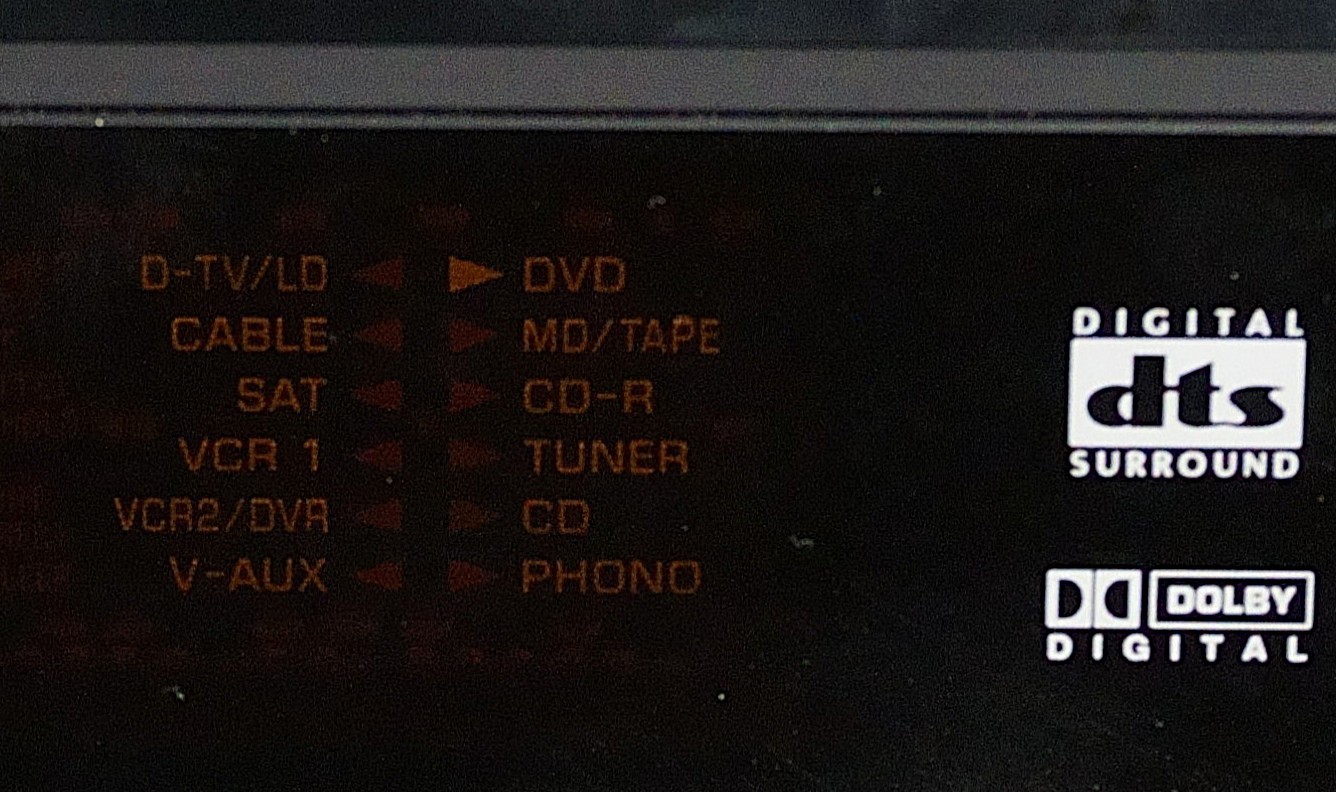 D-TV/LD ◀ ▶ DVD
CABLE ◀ ▶ MD/TAPE
SAT ◀ ▶ CD-R
VCR 1 ◀ ▶ TUNER
VCR2/DVR ◀ ▶ CD
V-AUX ◀ ▶ PHONO
DIGITAL
dts
SURROUND
DOLBY
DIGITAL